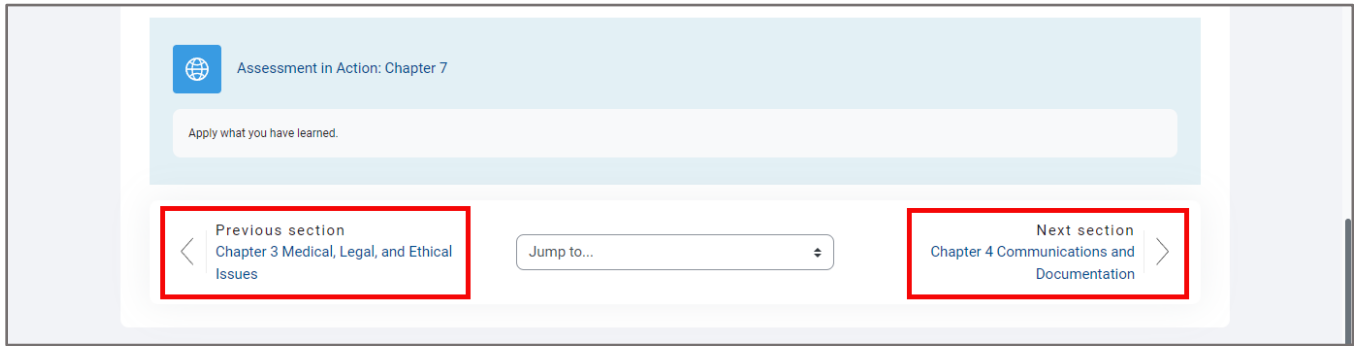 Assessment in Action: Chapter 7
Apply what you have learned.
Previous section
Chapter 3 Medical, Legal, and Ethical
Issues
Jump to...
Next section
Chapter 4 Communications and
Documentation